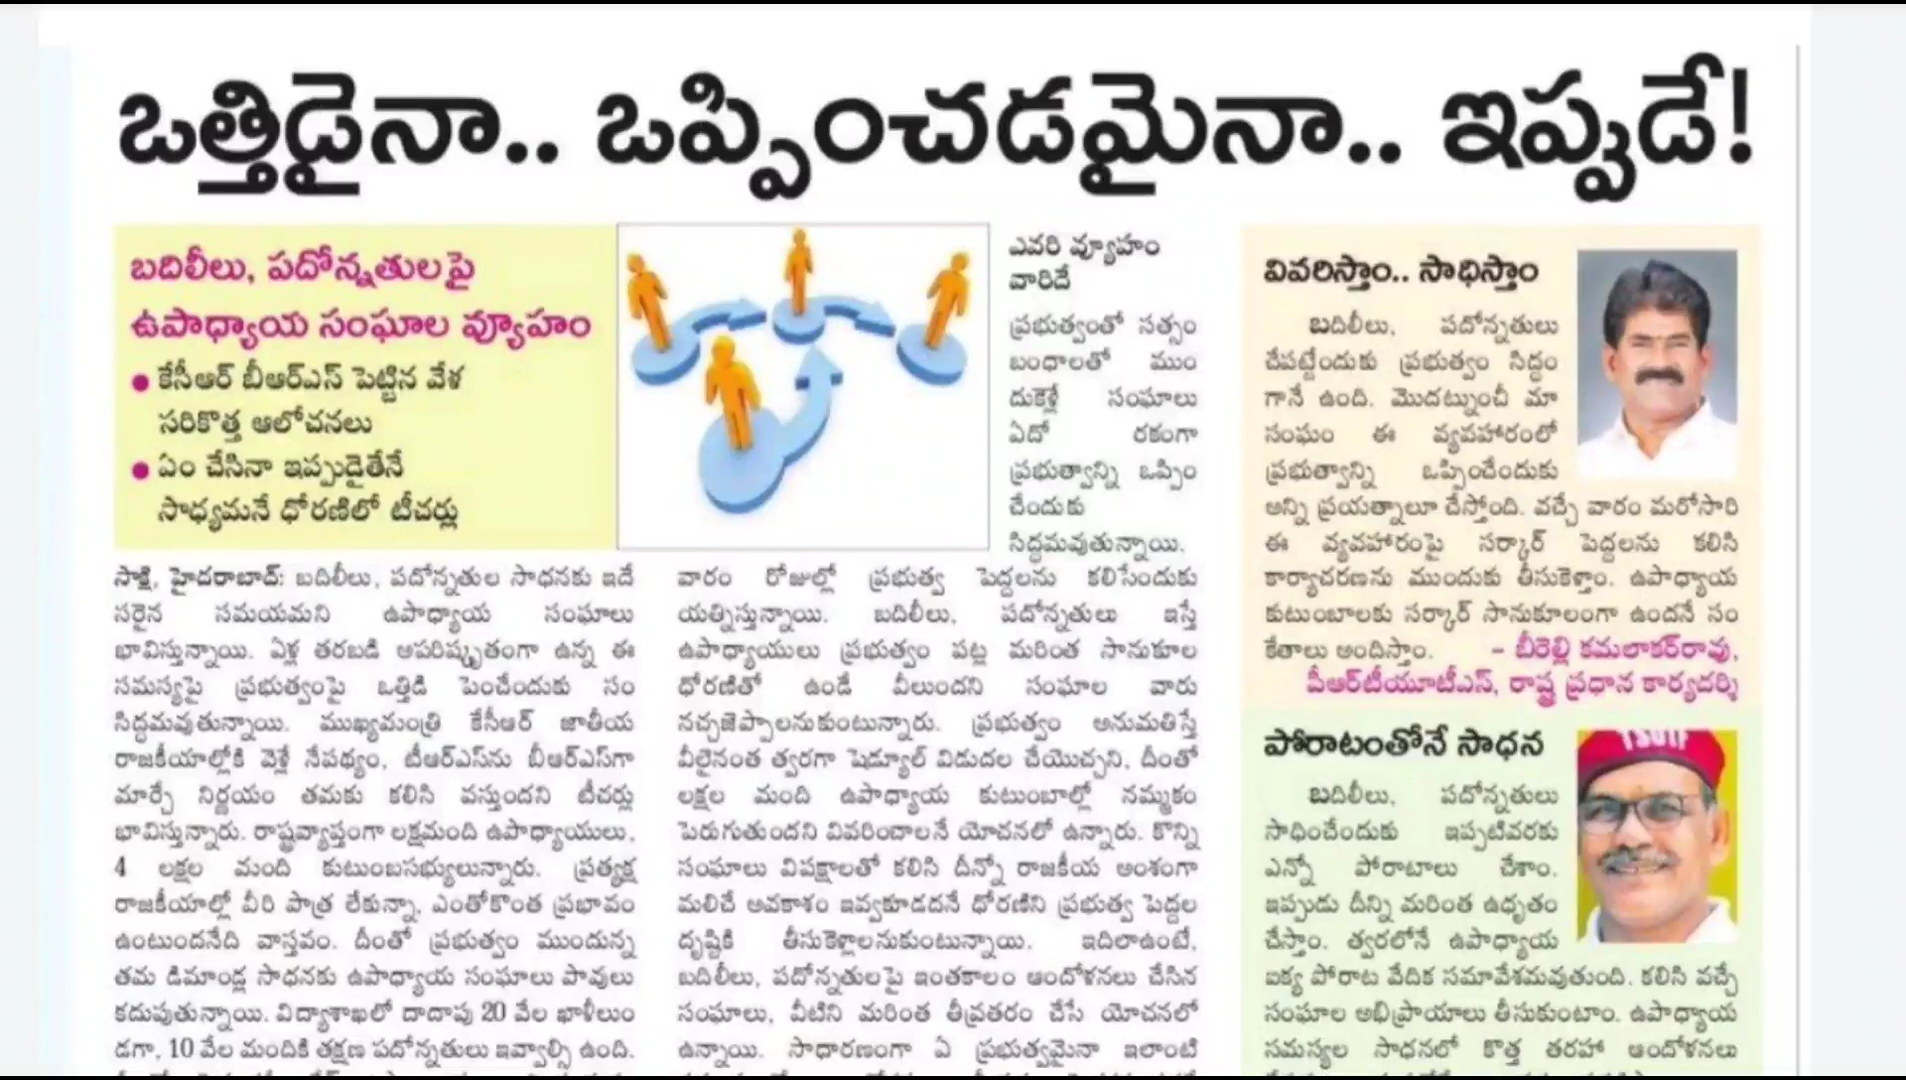 ఒత్తిడైనా.. ఒప్పించడమైనా.. ఇప్పుడే!
బదిలీలు, పదోన్నతులపై
ఉపాధ్యాయ సంఘాల వ్యూహం
● కేసీఆర్ బీఆర్ఎస్ పెట్టిన వేళ
సరికొత్త ఆలోచనలు
● ఏం చేసినా ఇప్పుడైతేనే
సాధ్యమనే ధోరణిలో టీచర్లు
సాక్షి, హైదరాబాద్: బదిలీలు, పదోన్నతుల సాధనకు ఇదే
సరైన సమయమని ఉపాధ్యాయ సంఘాలు
భావిస్తున్నాయి. ఏళ్ల తరబడి అపరిష్కృతంగా ఉన్న ఈ
సమస్యపై ప్రభుత్వంపై ఒత్తిడి పెంచేందుకు సం
సిద్ధమవుతున్నాయి. ముఖ్యమంత్రి కేసీఆర్ జాతీయ
రాజకీయాల్లోకి వెళ్లే నేపథ్యం, టీఆర్ఎస్‌ను బీఆర్ఎస్‌గా
మార్చే నిర్ణయం తమకు కలిసి వస్తుందని టీచర్లు
భావిస్తున్నారు. రాష్ట్రవ్యాప్తంగా లక్షమంది ఉపాధ్యాయులు,
4 లక్షల మంది కుటుంబసభ్యులున్నారు. ప్రత్యక్ష
రాజకీయాల్లో వీరి పాత్ర లేకున్నా, ఎంతోకొంత ప్రభావం
ఉంటుందనేది వాస్తవం. దీంతో ప్రభుత్వం ముందున్న
తమ డిమాండ్ల సాధనకు ఉపాధ్యాయ సంఘాలు పావులు
కదుపుతున్నాయి. విద్యాశాఖలో దాదాపు 20 వేల ఖాళీలుం
డగా, 10 వేల మందికి తక్షణ పదోన్నతులు ఇవ్వాల్సి ఉంది.
ఎవరి వ్యూహం
వారిదే
ప్రభుత్వంతో సత్సం
బంధాలతో ముం
దుకెళ్లే సంఘాలు
ఏదో రకంగా
ప్రభుత్వాన్ని ఒప్పిం
చేందుకు
సిద్ధమవుతున్నాయి.
వారం రోజుల్లో ప్రభుత్వ పెద్దలను కలిసేందుకు
యత్నిస్తున్నాయి. బదిలీలు, పదోన్నతులు ఇస్తే
ఉపాధ్యాయులు ప్రభుత్వం పట్ల మరింత సానుకూల
ధోరణితో ఉండే వీలుందని సంఘాల వారు
నచ్చజెప్పాలనుకుంటున్నారు. ప్రభుత్వం అనుమతిస్తే
వీలైనంత త్వరగా షెడ్యూల్ విడుదల చేయొచ్చని, దీంతో
లక్షల మంది ఉపాధ్యాయ కుటుంబాల్లో నమ్మకం
పెరుగుతుందని వివరించాలనే యోచనలో ఉన్నారు. కొన్ని
సంఘాలు విపక్షాలతో కలిసి దీన్నో రాజకీయ అంశంగా
మలిచే అవకాశం ఇవ్వకూడదనే ధోరణిని ప్రభుత్వ పెద్దల
దృష్టికి తీసుకెళ్లాలనుకుంటున్నాయి. ఇదిలాఉంటే,
బదిలీలు, పదోన్నతులపై ఇంతకాలం ఆందోళనలు చేసిన
సంఘాలు, వీటిని మరింత తీవ్రతరం చేసే యోచనలో
ఉన్నాయి. సాధారణంగా ఏ ప్రభుత్వమైనా ఇలాంటి
వివరిస్తాం.. సాధిస్తాం
బదిలీలు, పదోన్నతులు
చేపట్టేందుకు ప్రభుత్వం సిద్ధం
గానే ఉంది. మొదట్నుంచీ మా
సంఘం ఈ వ్యవహారంలో
ప్రభుత్వాన్ని ఒప్పించేందుకు
అన్ని ప్రయత్నాలూ చేస్తోంది. వచ్చే వారం మరోసారి
ఈ వ్యవహారంపై సర్కార్ పెద్దలను కలిసి
కార్యాచరణను ముందుకు తీసుకెళ్తాం. ఉపాధ్యాయ
కుటుంబాలకు సర్కార్ సానుకూలంగా ఉందనే సం
కేతాలు అందిస్తాం. – బీరెల్లి కమలాకర్‌రావు,
పీఆర్‌టీయూటీఎస్, రాష్ట్ర ప్రధాన కార్యదర్శి
పోరాటంతోనే సాధన
TSUTF
బదిలీలు, పదోన్నతులు
సాధించేందుకు ఇప్పటివరకు
ఎన్నో పోరాటాలు చేశాం.
ఇప్పుడు దీన్ని మరింత ఉధృతం
చేస్తాం. త్వరలోనే ఉపాధ్యాయ
ఐక్య పోరాట వేదిక సమావేశమవుతుంది. కలిసి వచ్చే
సంఘాల అభిప్రాయాలు తీసుకుంటాం. ఉపాధ్యాయ
సమస్యల సాధనలో కొత్త తరహా ఆందోళనలు